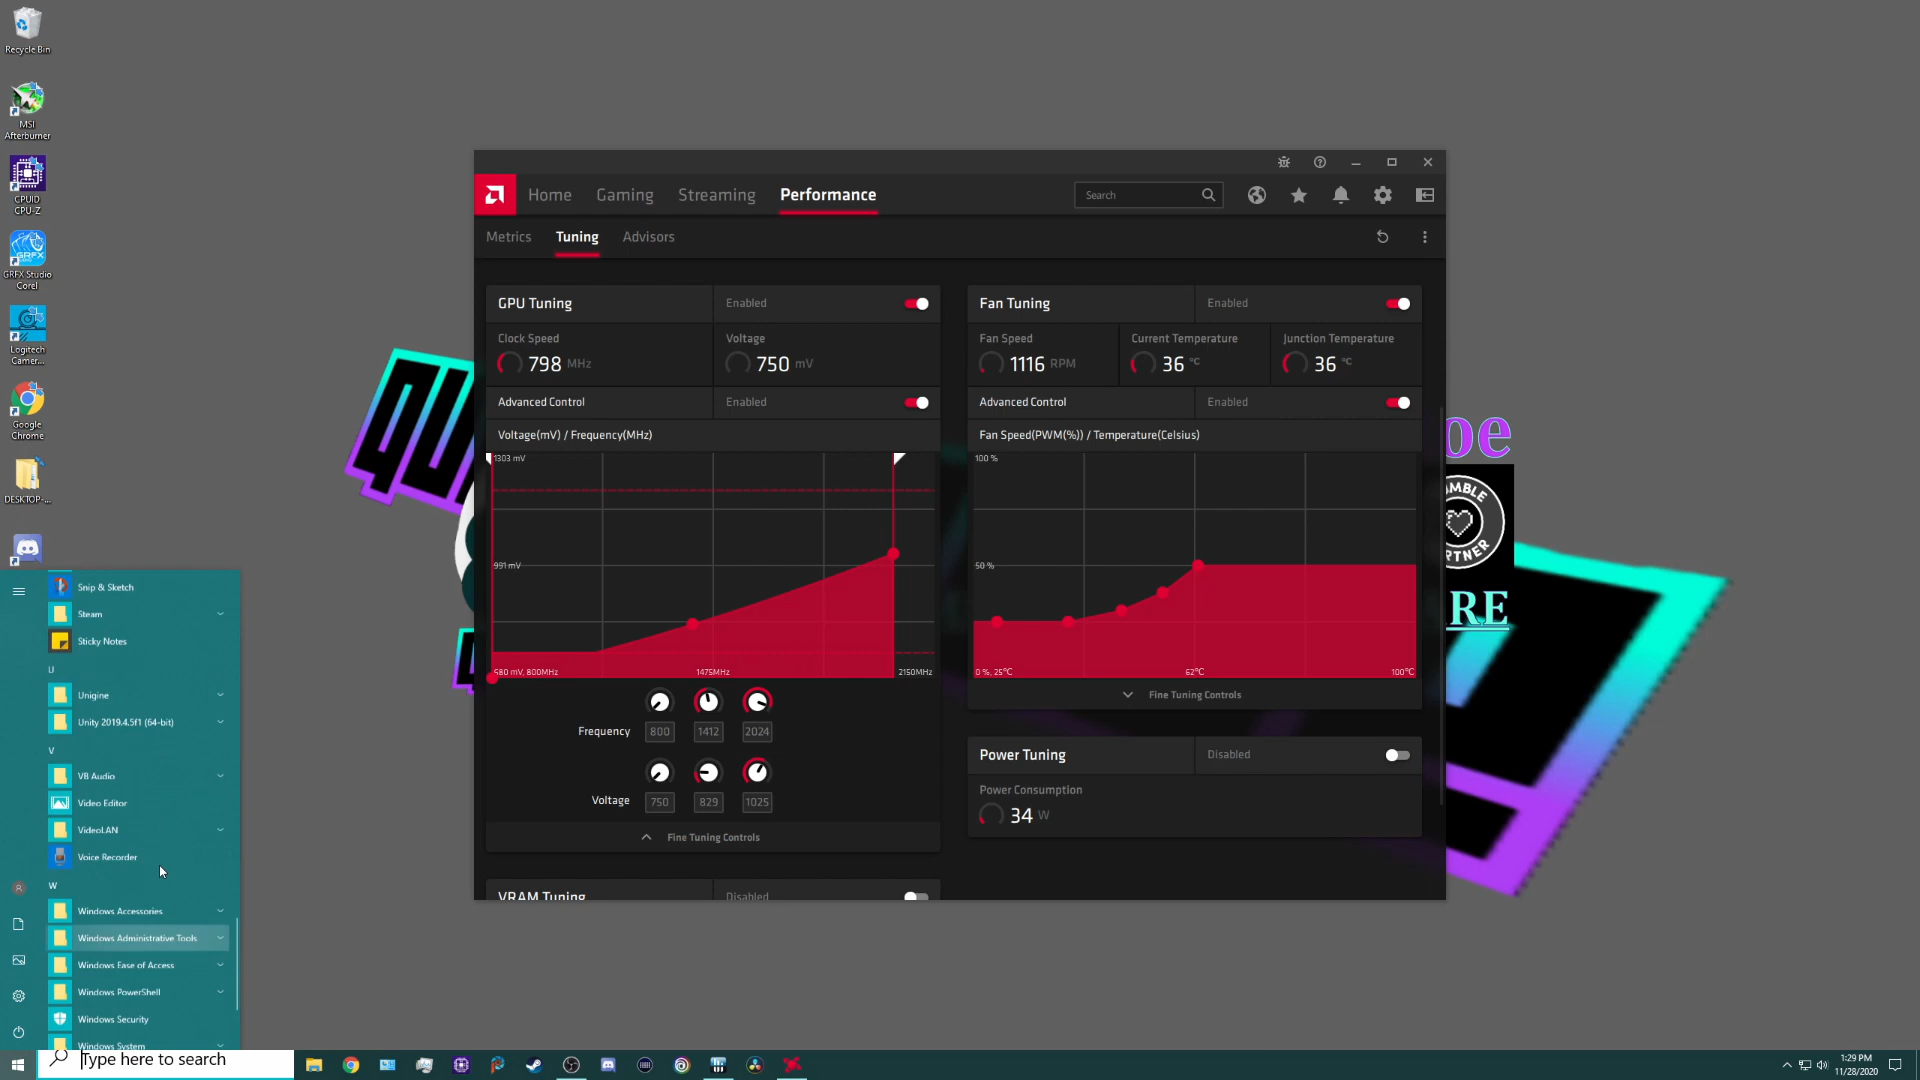 Recycle Bin
MSI
Afterburner
CPUID
CPU-Z
GRFX Studio
Corel
Logitech
Camer...
Google
Chrome
DESKTOP-...
Home
Gaming
Streaming
Performance
Search
Metrics
Tuning
Advisors
GPU Tuning
Enabled
Clock Speed
798 MHz
Voltage
750 mV
Advanced Control
Enabled
Voltage(mV) / Frequency(MHz)
1303 mV
991 mV
680 mV, 800MHz
1475MHz
2150MHz
Frequency
800
1412
2024
Voltage
750
829
1025
Fine Tuning Controls
VRAM Tuning
Disabled
Fan Tuning
Enabled
Fan Speed
1116 RPM
Current Temperature
36 °C
Junction Temperature
36 °C
Advanced Control
Enabled
Fan Speed(PWM(%)) / Temperature(Celsius)
100 %
50 %
0 %, 25°C
62°C
100°C
Fine Tuning Controls
Power Tuning
Disabled
Power Consumption
34 W
Snip & Sketch
Steam
Sticky Notes
U
Unigine
Unity 2019.4.5f1 (64-bit)
V
VB Audio
Video Editor
VideoLAN
Voice Recorder
W
Windows Accessories
Windows Administrative Tools
Windows Ease of Access
Windows PowerShell
Windows Security
Windows System
Type here to search
1:29 PM
11/28/2020